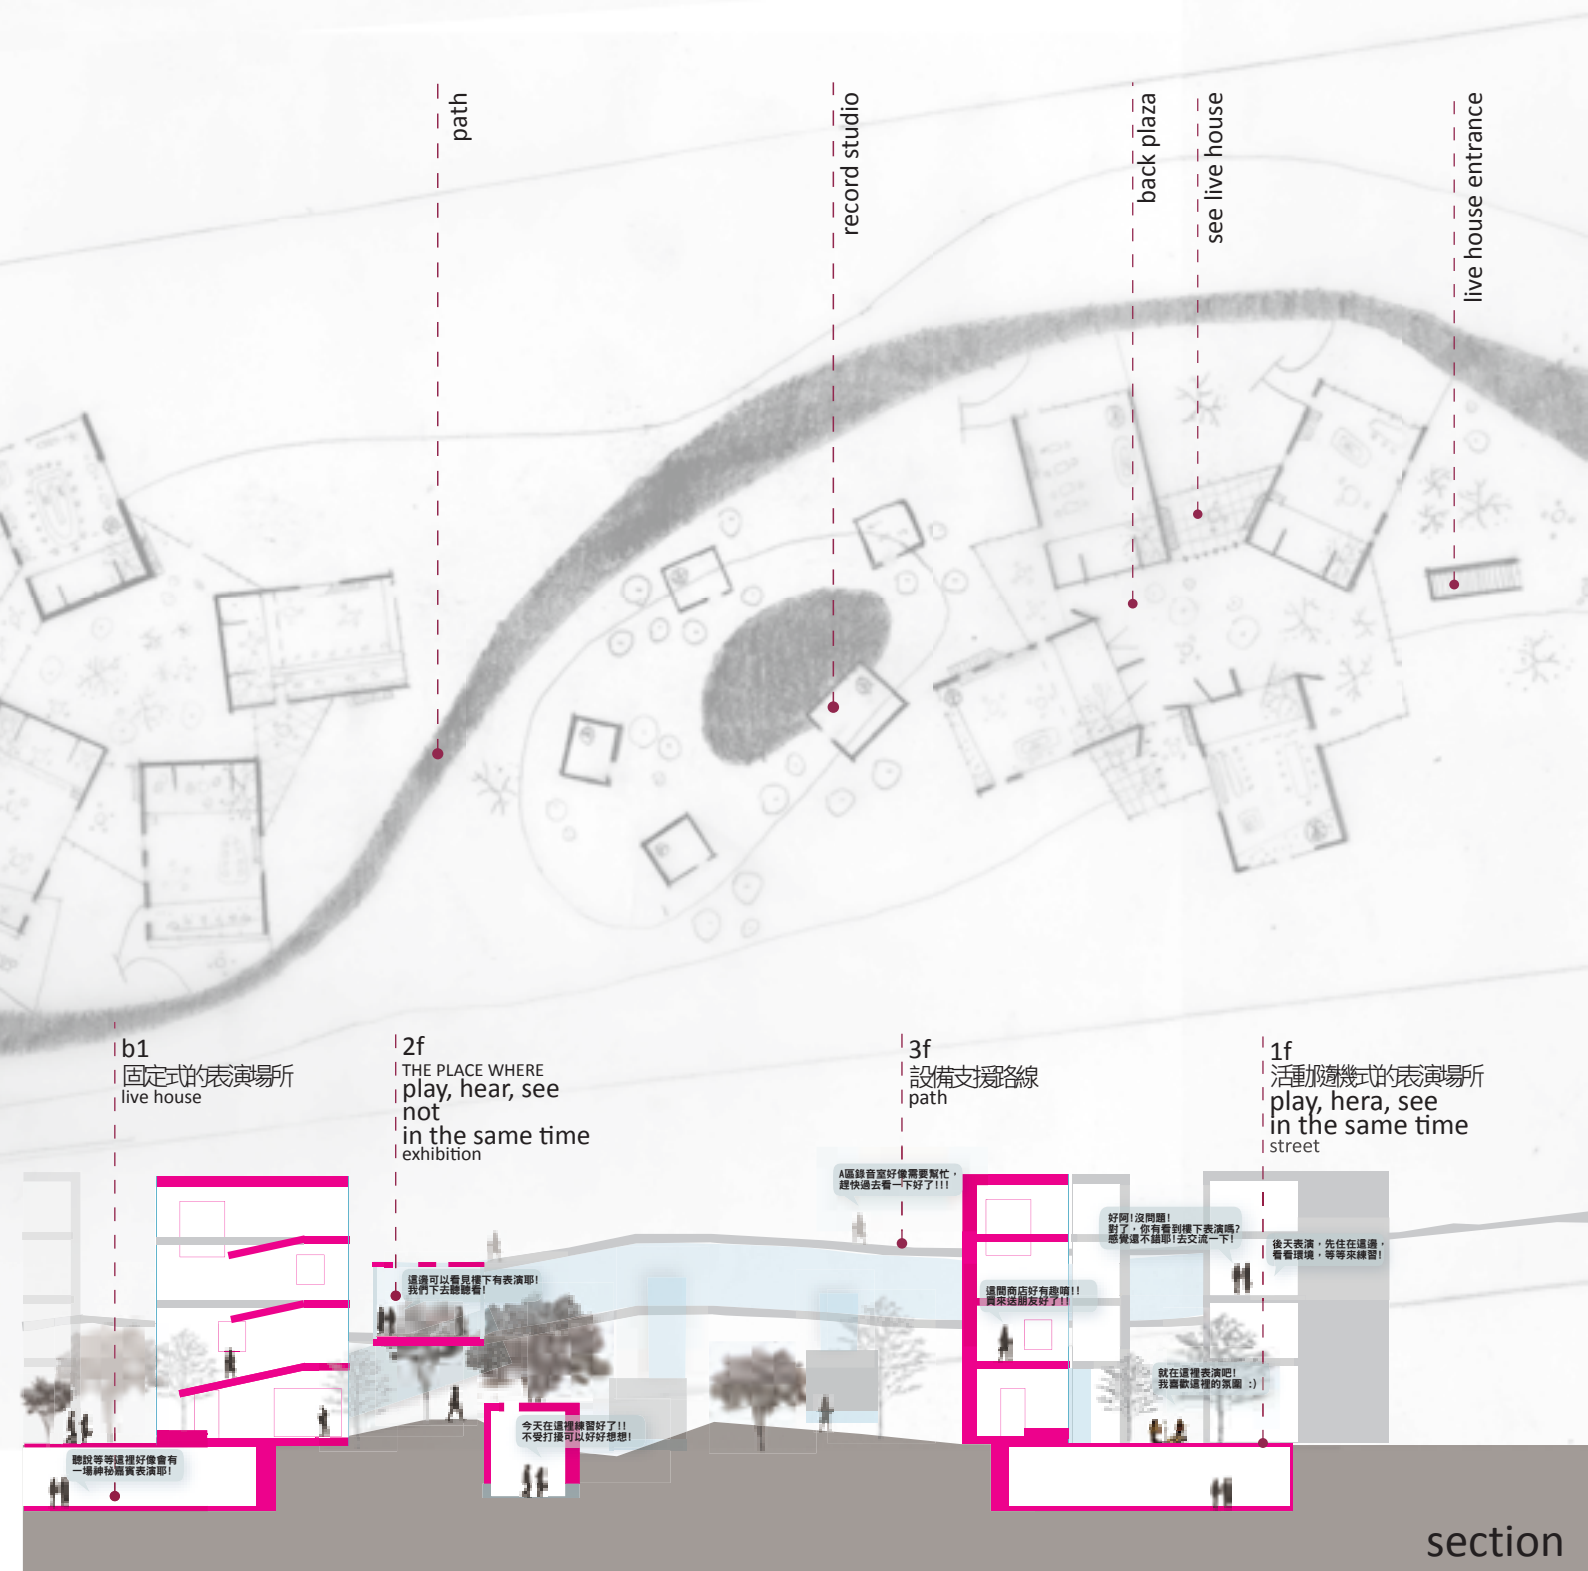 path
record studio
back plaza
see live house
live house entrance
b1
固定式的表演場所
live house
2f
THE PLACE WHERE
play, hear, see
not
in the same time
exhibition
3f
設備支援路線
path
1f
活動隨機式的表演場所
play, hera, see
in the same time
street
A區錄音室好像需要幫忙，
趕快過去看一下好了!!!
好阿!沒問題!
對了，你有看到樓下表演嗎?
感覺還不錯耶!去交流一下!
後天表演，先住在這邊，
看看環境，等等來練習!
這邊可以看見樓下有表演耶!
我們下去聽聽看!
這間商店好有趣唷!!
買來送朋友好了!!
就在這裡表演吧!
我喜歡這裡的氛圍 :)
今天在這裡練習好了!!
不受打擾可以好好想想!
聽說等等這裡好像會有
一場神秘嘉賓表演耶!
section